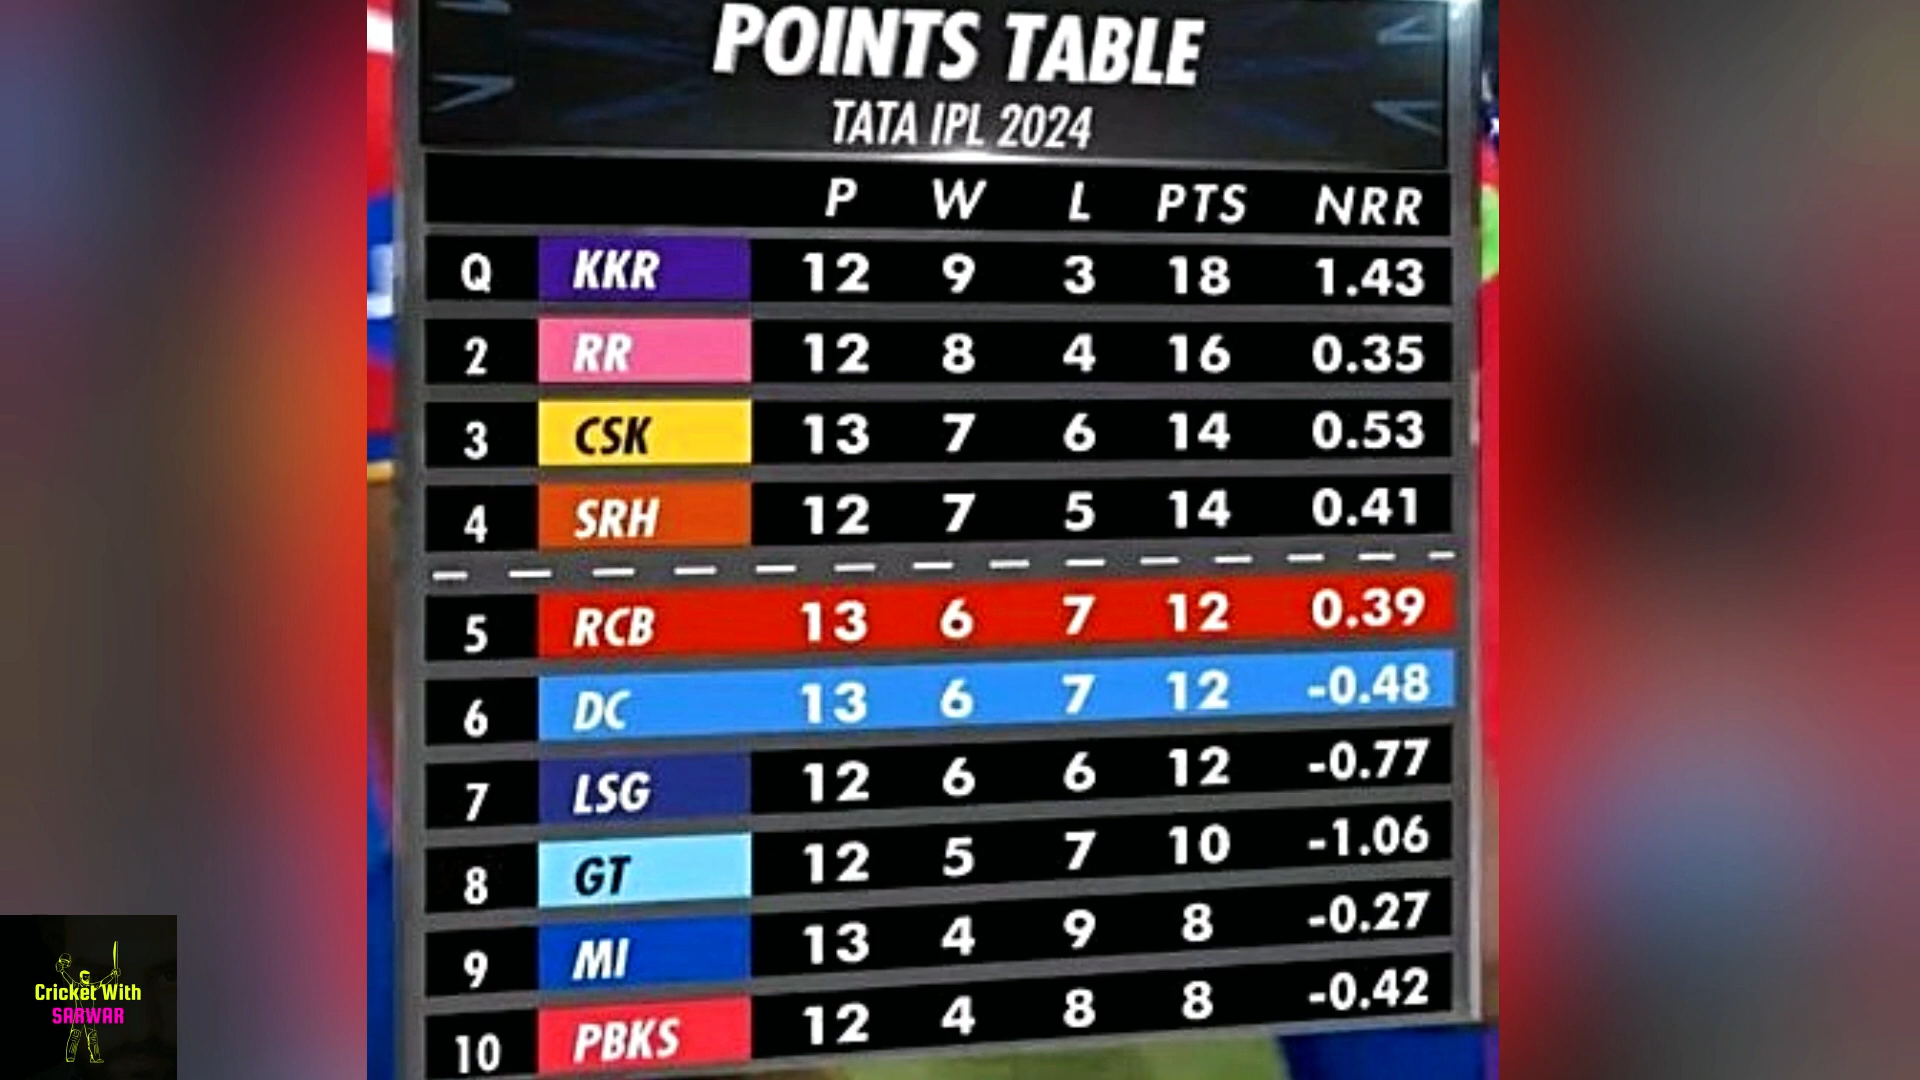 POINTS TABLE
TATA IPL 2024
P W L PTS NRR
Q KKR 12 9 3 18 1.43
2 RR 12 8 4 16 0.35
3 CSK 13 7 6 14 0.53
4 SRH 12 7 5 14 0.41
5 RCB 13 6 7 12 0.39
6 DC 13 6 7 12 -0.48
7 LSG 12 6 6 12 -0.77
8 GT 12 5 7 10 -1.06
9 MI 13 4 9 8 -0.27
10 PBKS 12 4 8 8 -0.42
Cricket With
SARWAR